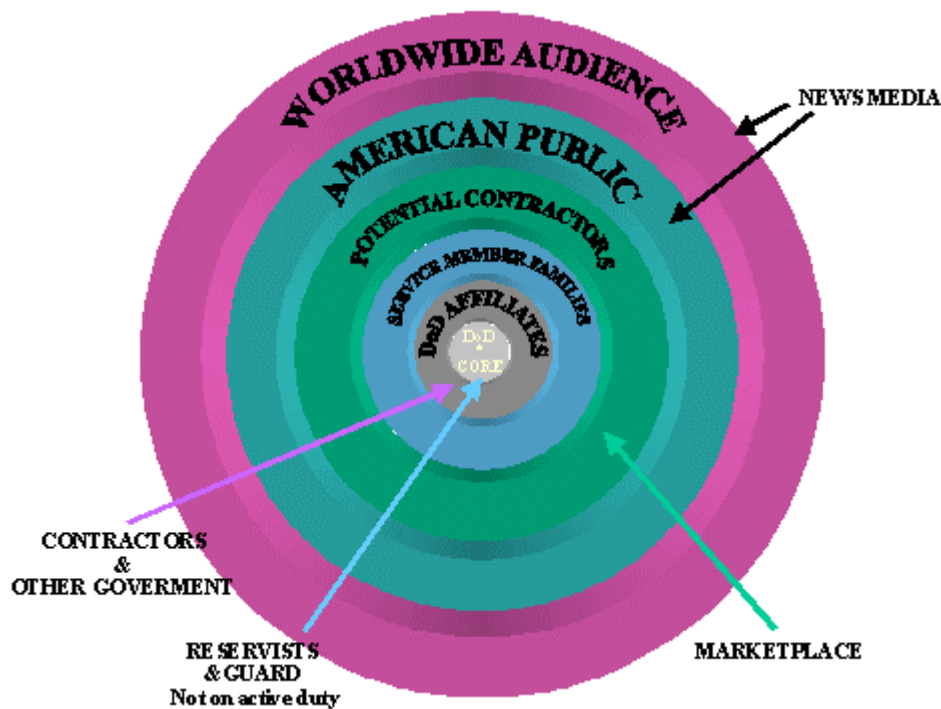 WORLDWIDE AUDIENCE
NEWS MEDIA
AMERICAN PUBLIC
POTENTIAL CONTRACTORS
SERVICE MEMBER FAMILIES
DoD AFFILIATES
DoD
CORE
CONTRACTORS
&
OTHER GOVERMENT
RESERVISTS
& GUARD
Not on active duty
MARKETPLACE